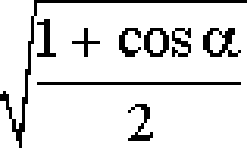 √((1 + cos α)/2)